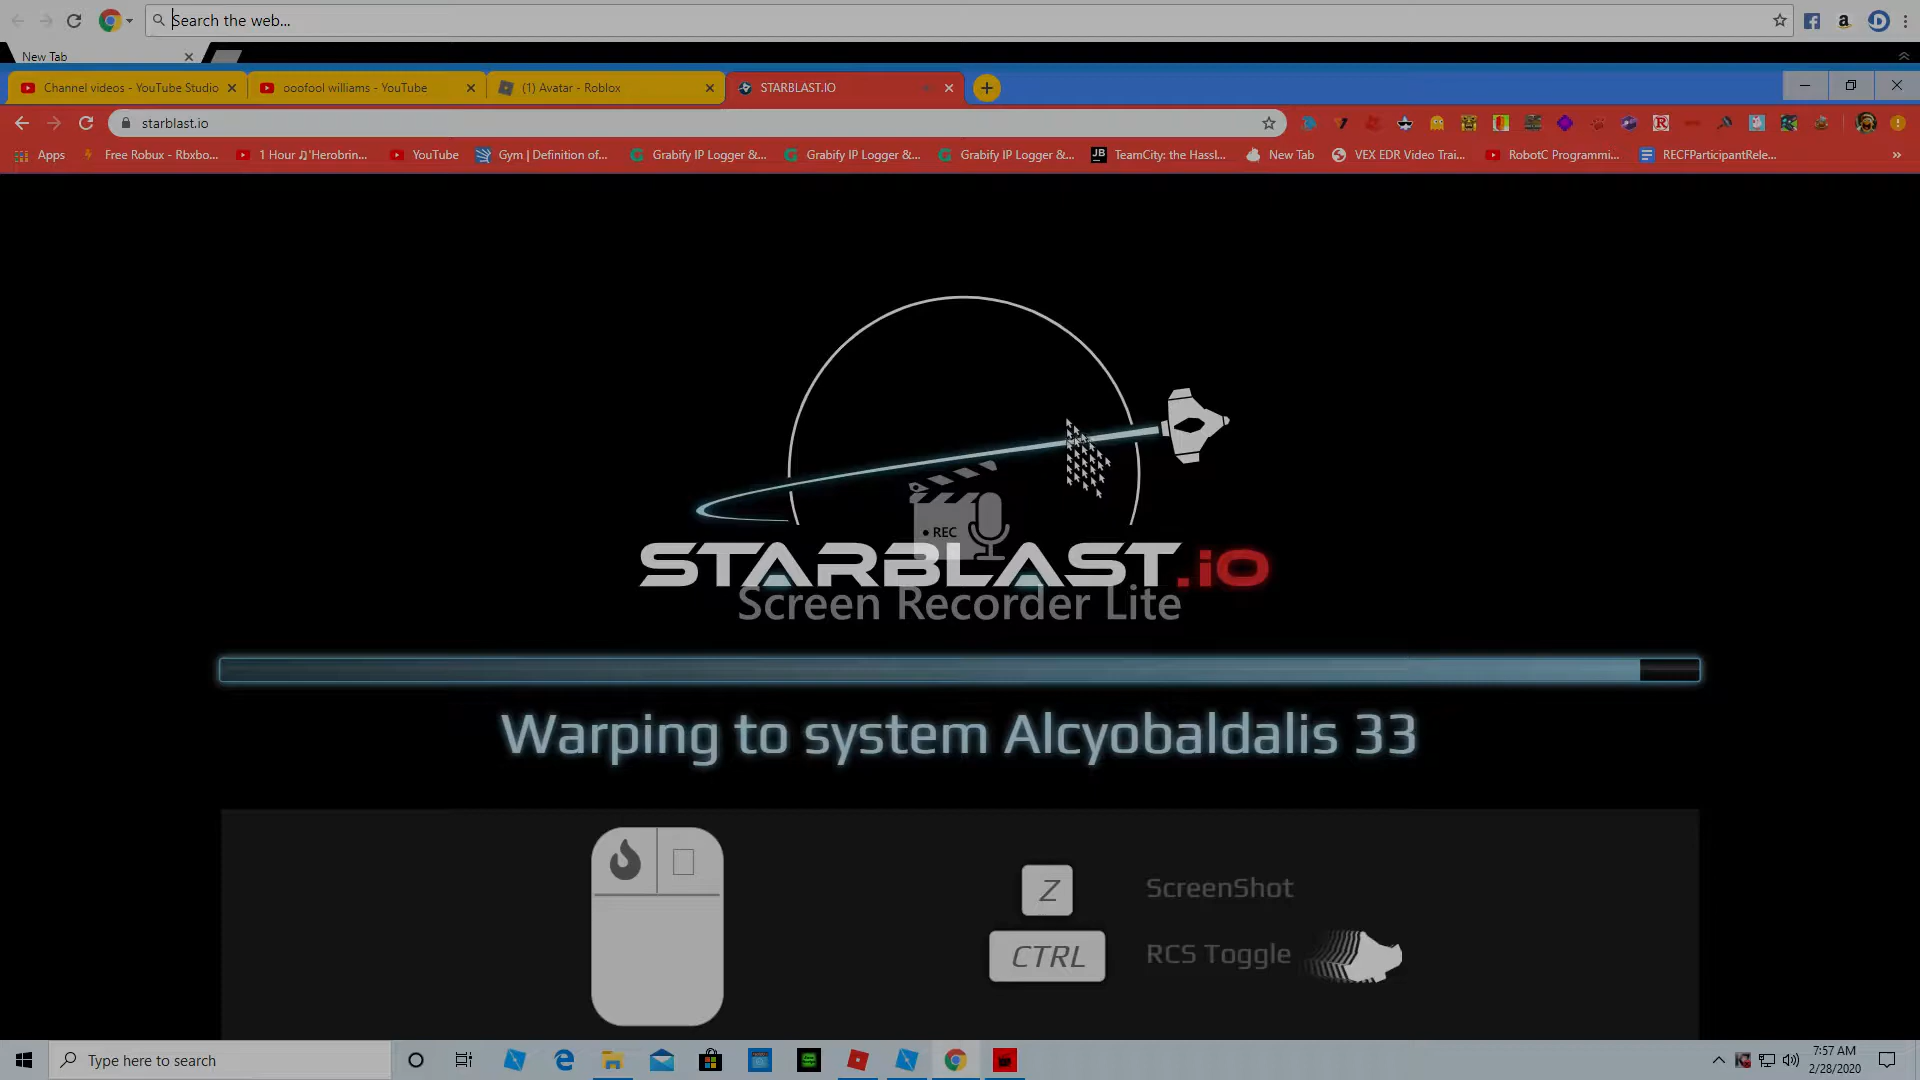 Search the web...
New Tab
Channel videos - YouTube Studio
ooofool williams - YouTube
(1) Avatar - Roblox
STARBLAST.IO
starblast.io
Apps
Free Robux - Rbxbo...
1 Hour ♫'Herobrin...
YouTube
Gym | Definition of...
Grabify IP Logger &...
Grabify IP Logger &...
Grabify IP Logger &...
TeamCity: the Hassl...
New Tab
VEX EDR Video Trai...
RobotC Programmi...
RECFParticipantRele...
»
REC
STARBLAST.io
Screen Recorder Lite
Warping to system Alcyobaldalis 33
Z
ScreenShot
CTRL
RCS Toggle
Type here to search
7:57 AM
2/28/2020